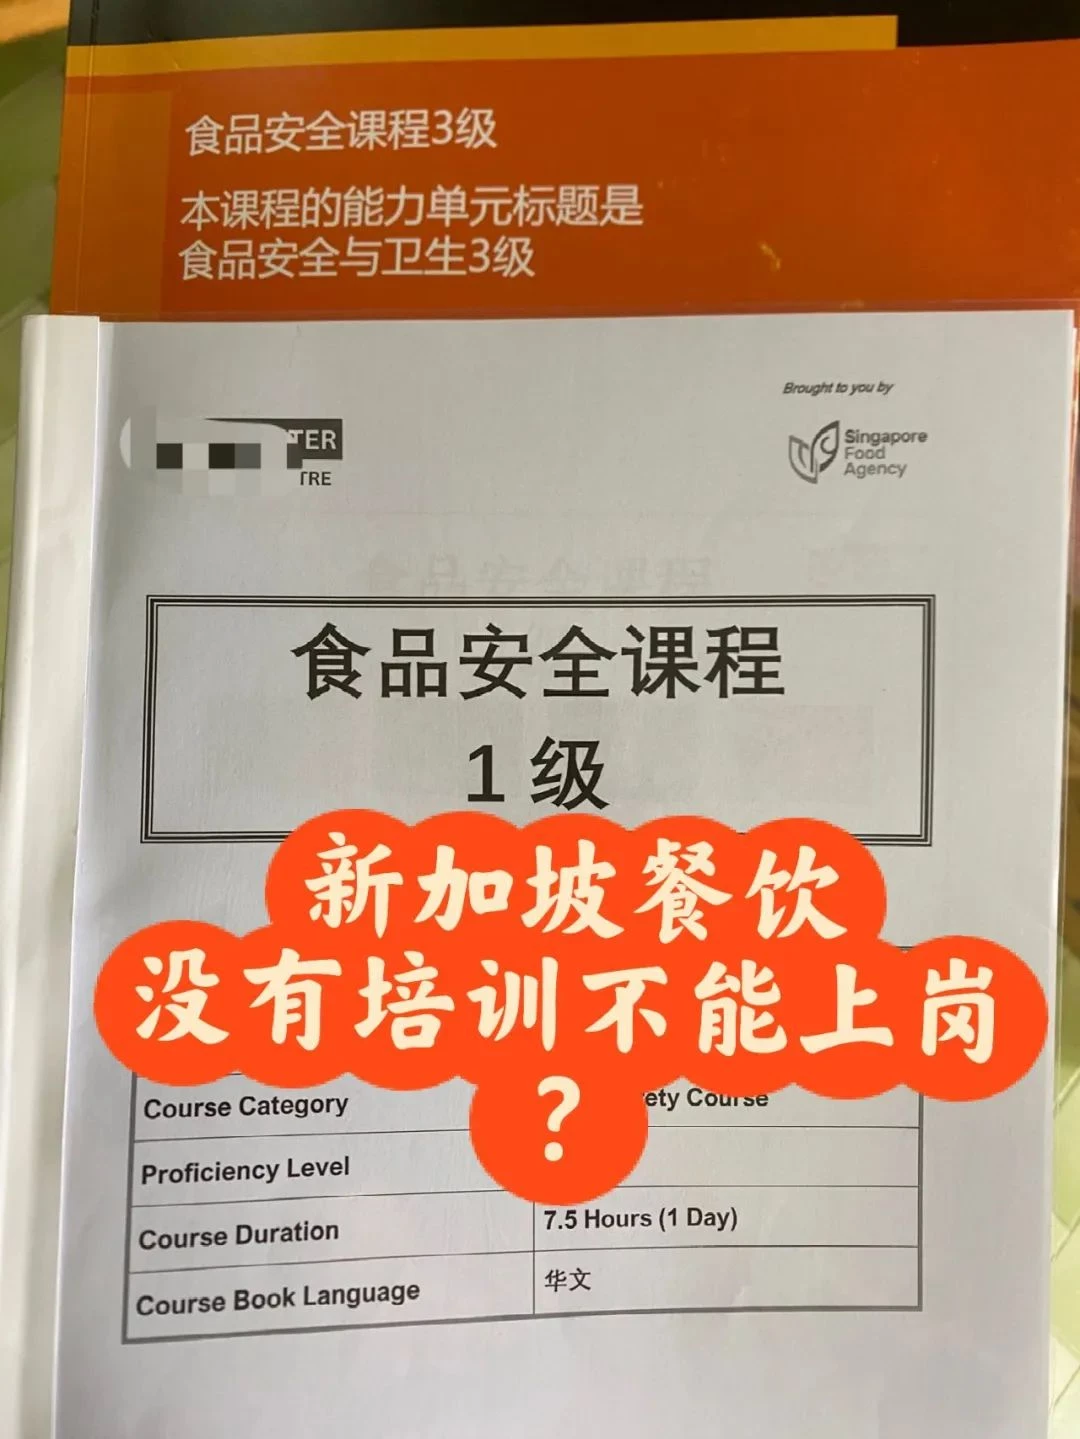 食品安全课程3级
本课程的能力单元标题是
食品安全与卫生3级
Brought to you by
TER
TRE
Singapore
Food
Agency
食品安全课程
1 级
新加坡餐饮
没有培训不能上岗
?
Course Category
ety Course
Proficiency Level
Course Duration
7.5 Hours (1 Day)
Course Book Language
华文